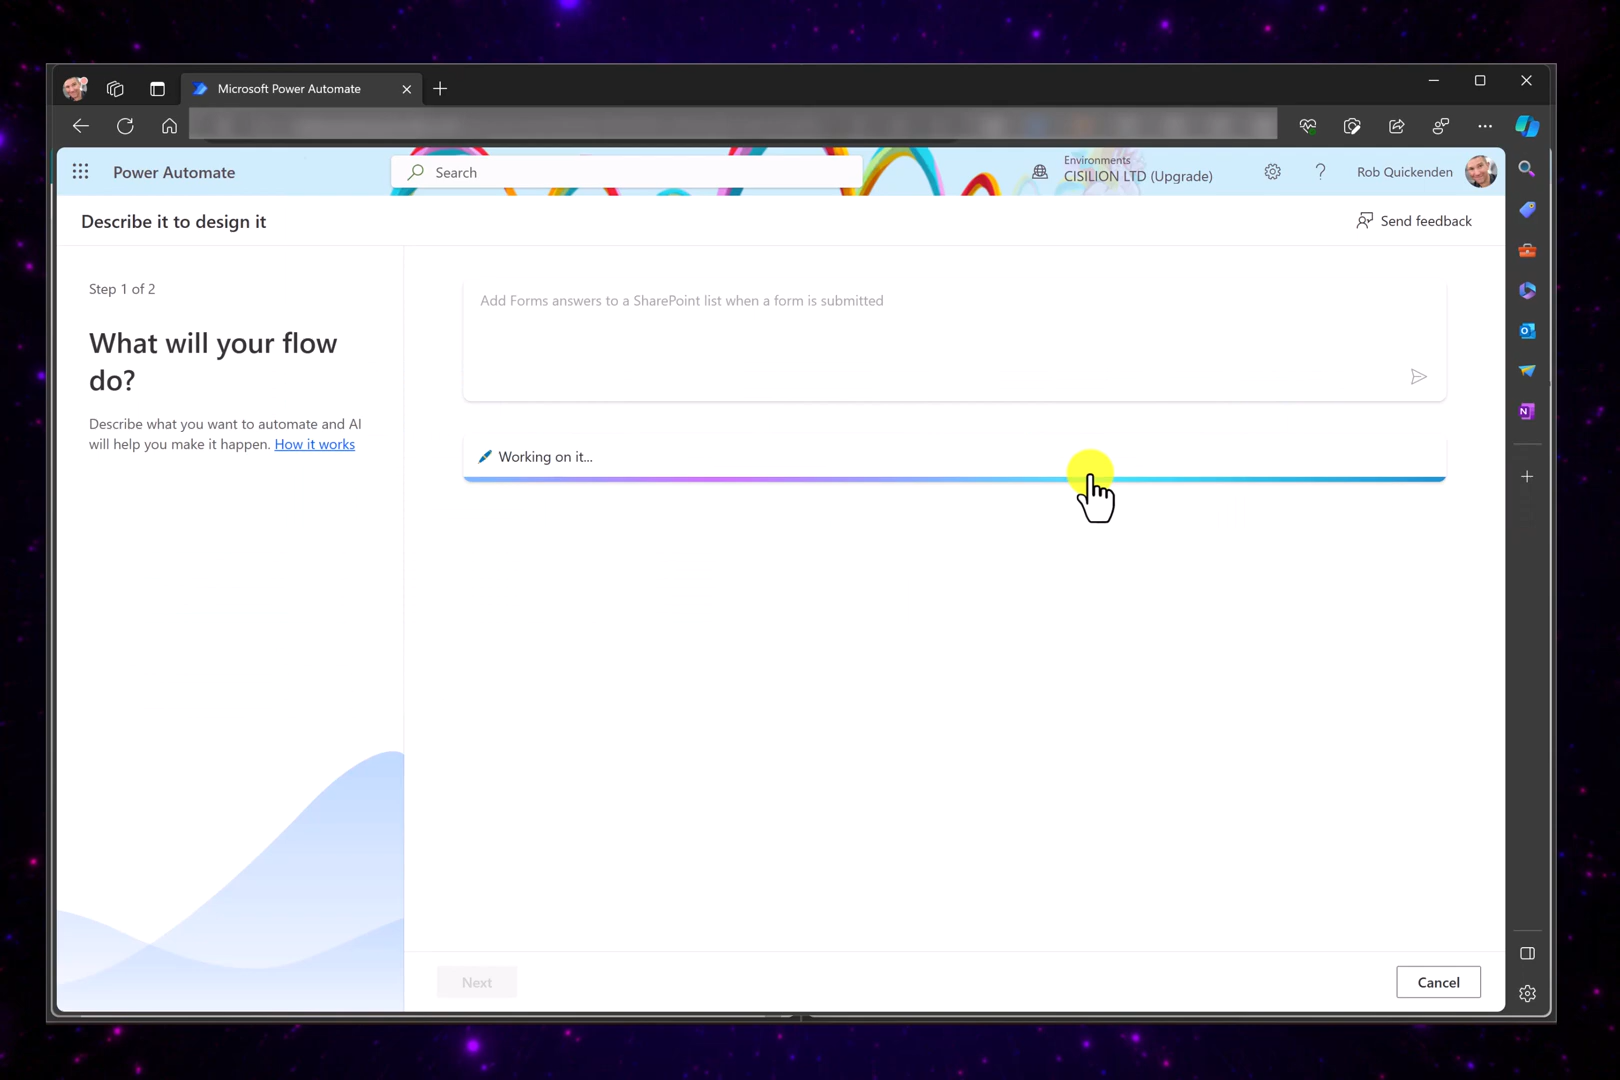 Microsoft Power Automate
Power Automate
Search
Environments
CISILION LTD (Upgrade)
?
Rob Quickenden
Describe it to design it
Send feedback
Step 1 of 2
What will your flow
do?
Describe what you want to automate and AI
will help you make it happen. How it works
Add Forms answers to a SharePoint list when a form is submitted
Working on it...
Next
Cancel